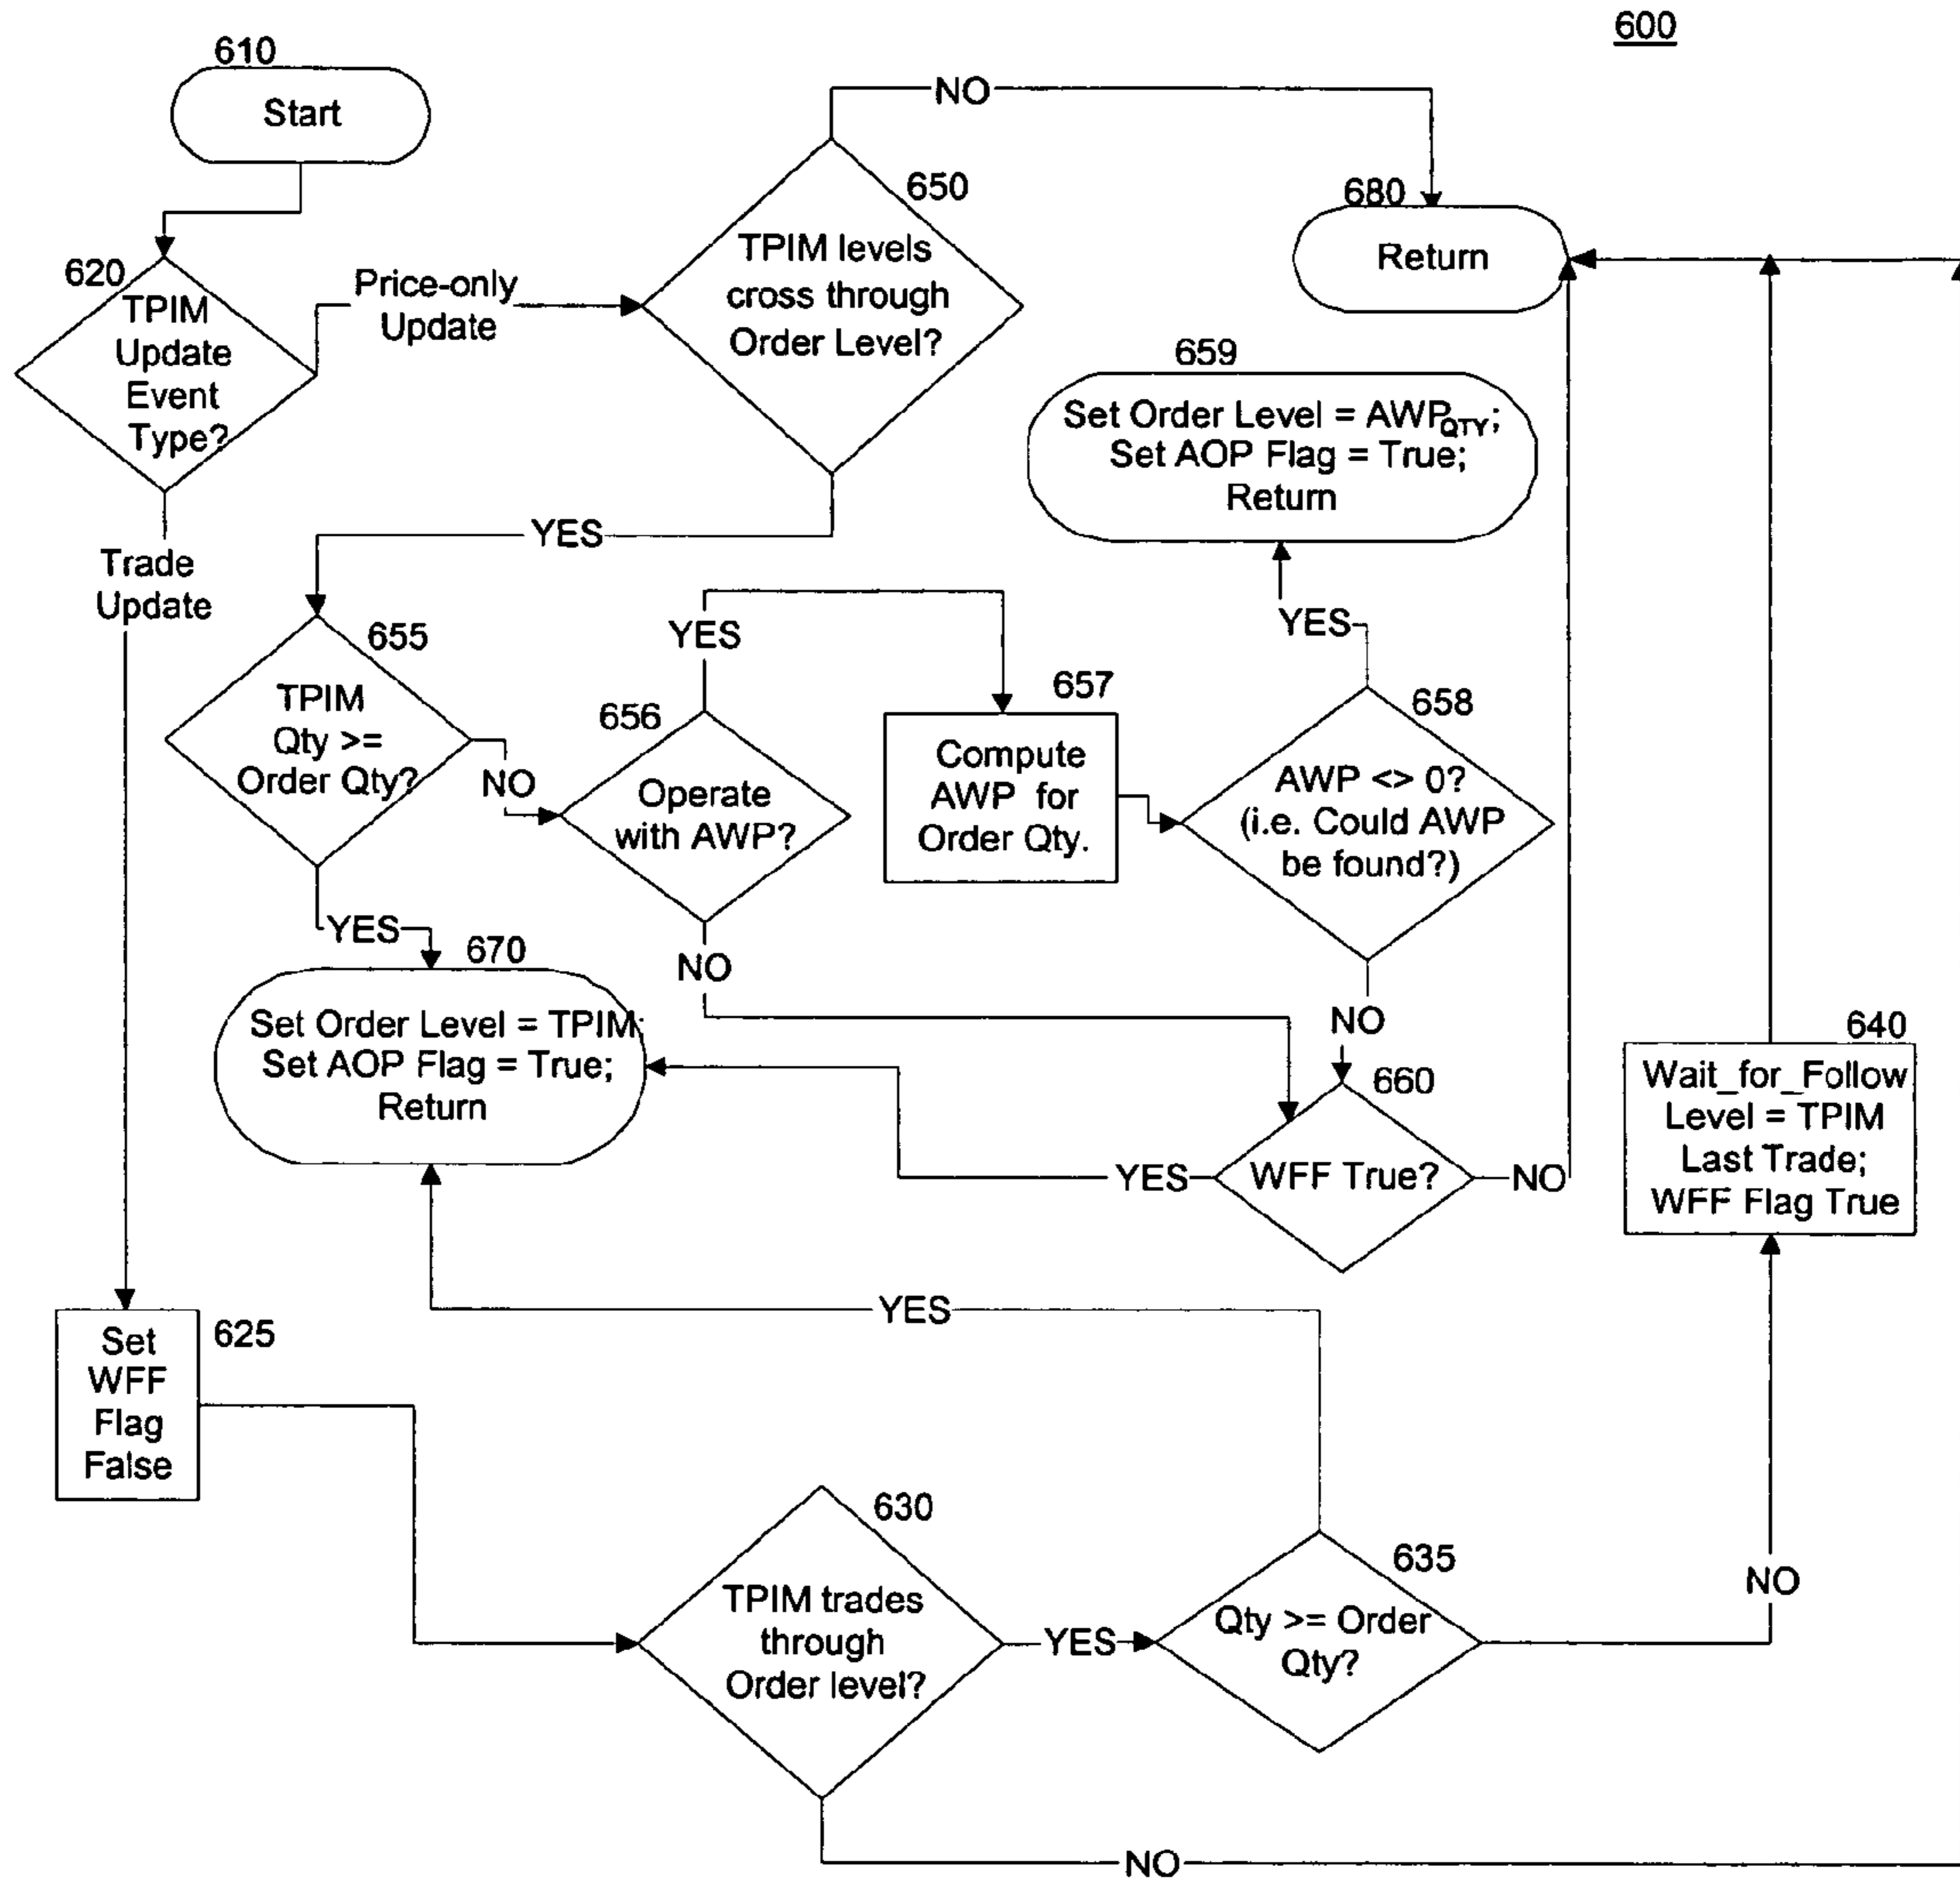 600
610
Start
620
TPIM
Update
Event
Type?
Price-only
Update
Trade
Update
NO
650
TPIM levels
cross through
Order Level?
680
Return
659
Set Order Level = AWPQTY;
Set AOP Flag = True;
Return
YES
655
TPIM
Qty >=
Order Qty?
NO
YES
656
Operate
with AWP?
YES
NO
657
Compute
AWP for
Order Qty.
YES
658
AWP <> 0?
(i.e. Could AWP
be found?)
NO
670
Set Order Level = TPIM;
Set AOP Flag = True;
Return
660
WFF True?
YES
NO
640
Wait_for_Follow
Level = TPIM
Last Trade;
WFF Flag True
YES
625
Set
WFF
Flag
False
630
TPIM trades
through
Order level?
YES
635
Qty >= Order
Qty?
NO
NO